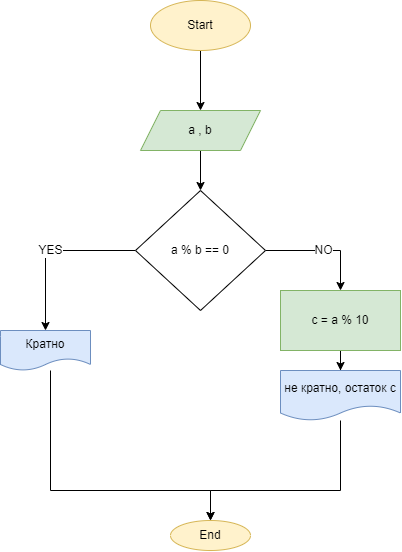 Start
a , b
a % b == 0
YES
NO
c = a % 10
Кратно
не кратно, остаток c
End